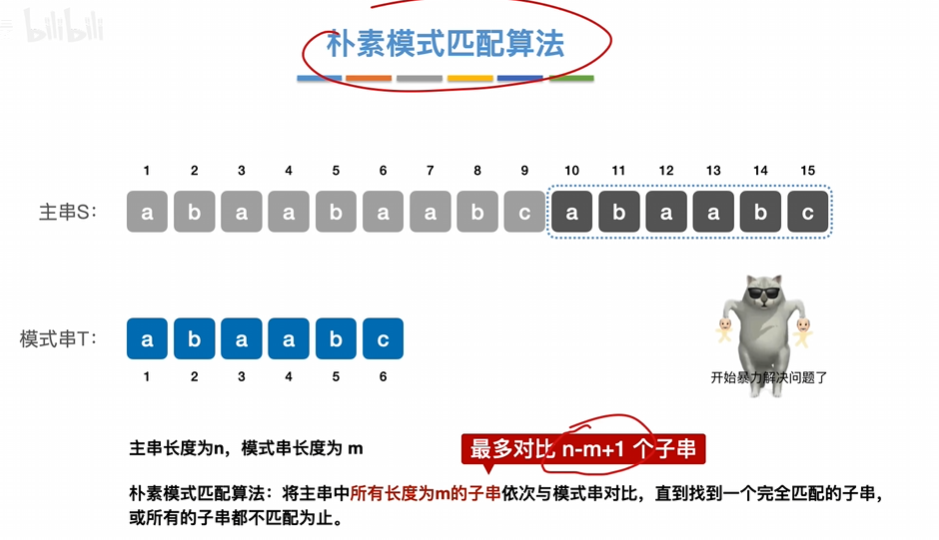 bilibili
朴素模式匹配算法
1 2 3 4 5 6 7 8 9 10 11 12 13 14 15
主串S： a b a a b a a b c a b a a b c
模式串T： a b a a b c
1 2 3 4 5 6
开始暴力解决问题了
主串长度为n，模式串长度为 m
最多对比 n-m+1 个子串
朴素模式匹配算法：将主串中所有长度为m的子串依次与模式串对比，直到找到一个完全匹配的子串，
或所有的子串都不匹配为止。